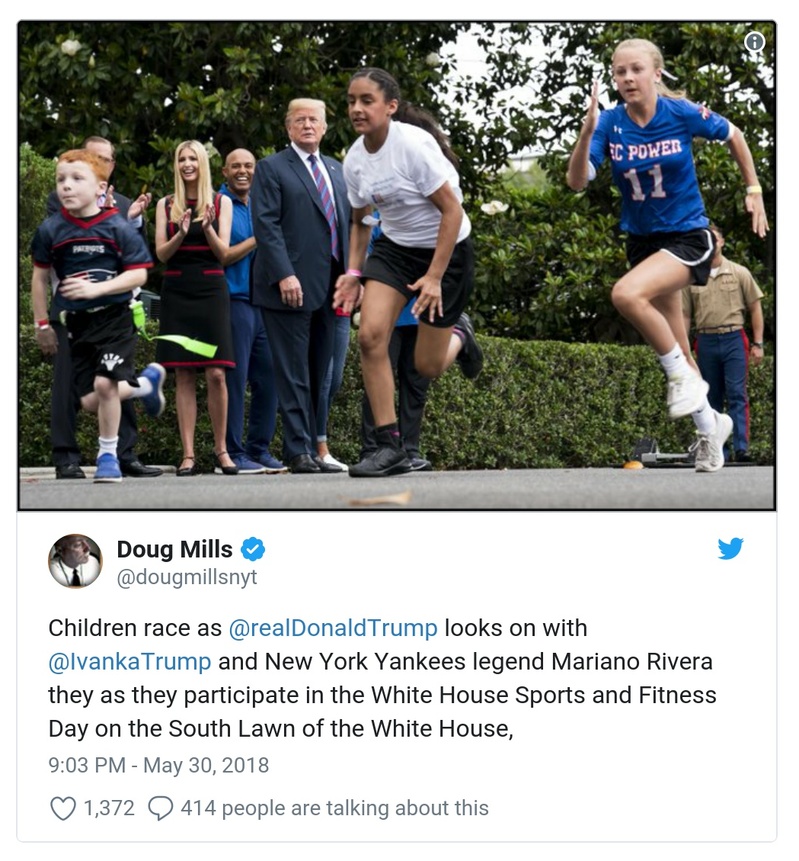 PATRIOTS
SC POWER
11
Doug Mills
@dougmillsnyt
Children race as @realDonaldTrump looks on with
@IvankaTrump and New York Yankees legend Mariano Rivera
they as they participate in the White House Sports and Fitness
Day on the South Lawn of the White House,
9:03 PM - May 30, 2018
1,372 414 people are talking about this